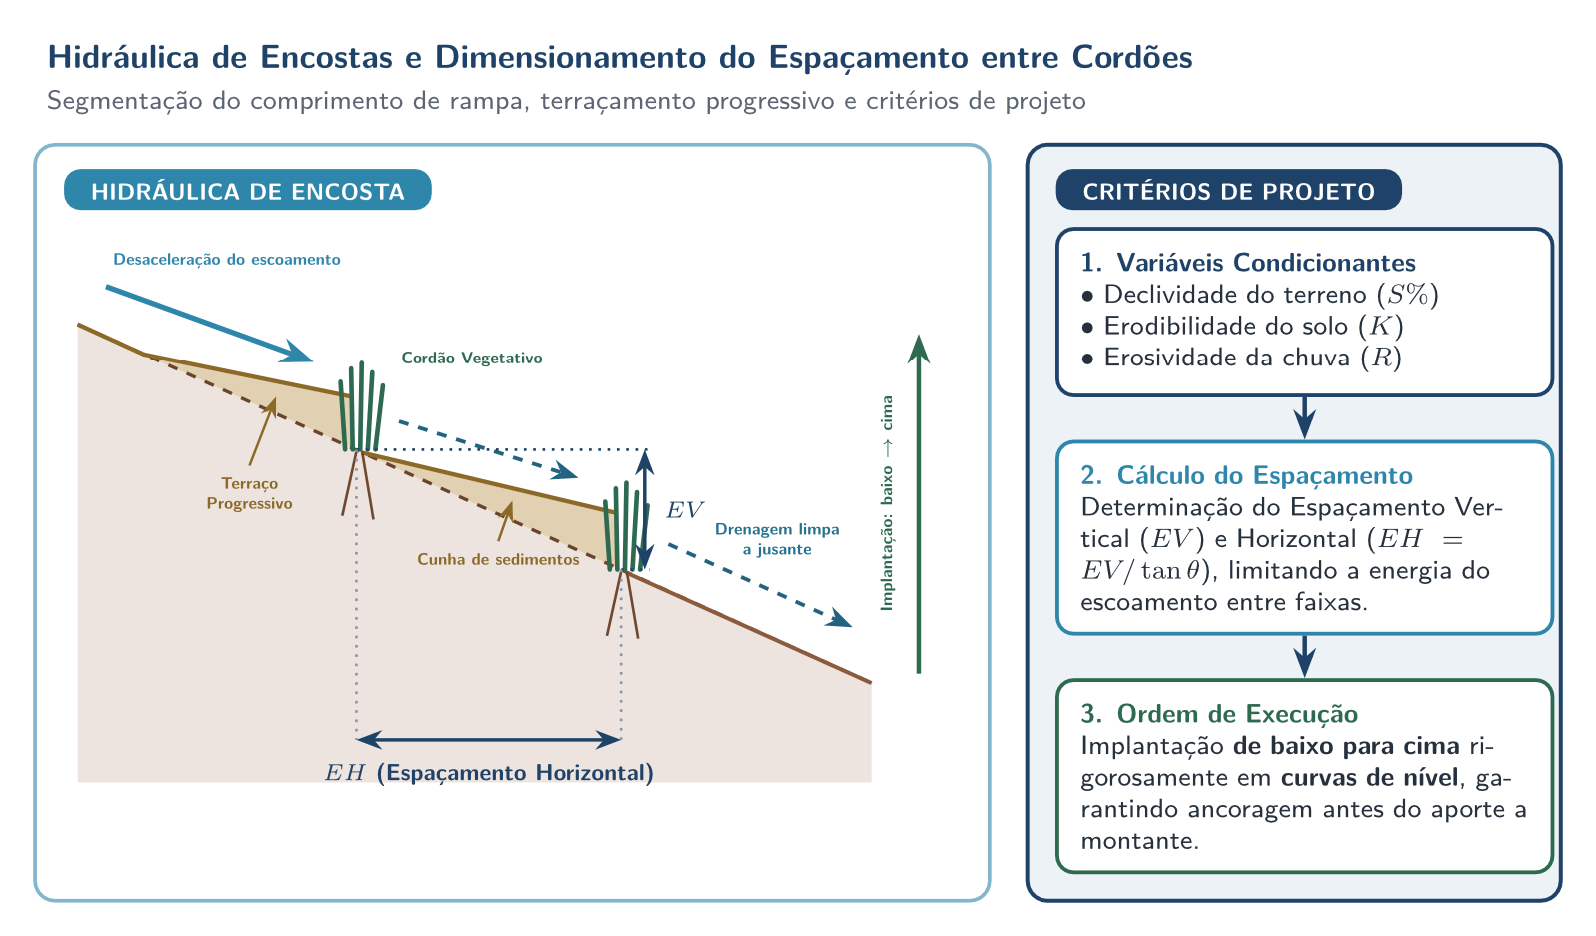 Hidráulica de Encostas e Dimensionamento do Espaçamento entre Cordões
Segmentação do comprimento de rampa, terraçamento progressivo e critérios de projeto
HIDRÁULICA DE ENCOSTA
Desaceleração do escoamento
Cordão Vegetativo
Terraço
Progressivo
Cunha de sedimentos
EV
Drenagem limpa
a jusante
Implantação: baixo → cima
EH (Espaçamento Horizontal)
CRITÉRIOS DE PROJETO
1. Variáveis Condicionantes
• Declividade do terreno (S%)
• Erodibilidade do solo (K)
• Erosividade da chuva (R)
2. Cálculo do Espaçamento
Determinação do Espaçamento Ver-
tical (EV) e Horizontal (EH =
EV/ tan θ), limitando a energia do
escoamento entre faixas.
3. Ordem de Execução
Implantação de baixo para cima ri-
gorosamente em curvas de nível, ga-
rantindo ancoragem antes do aporte a
montante.